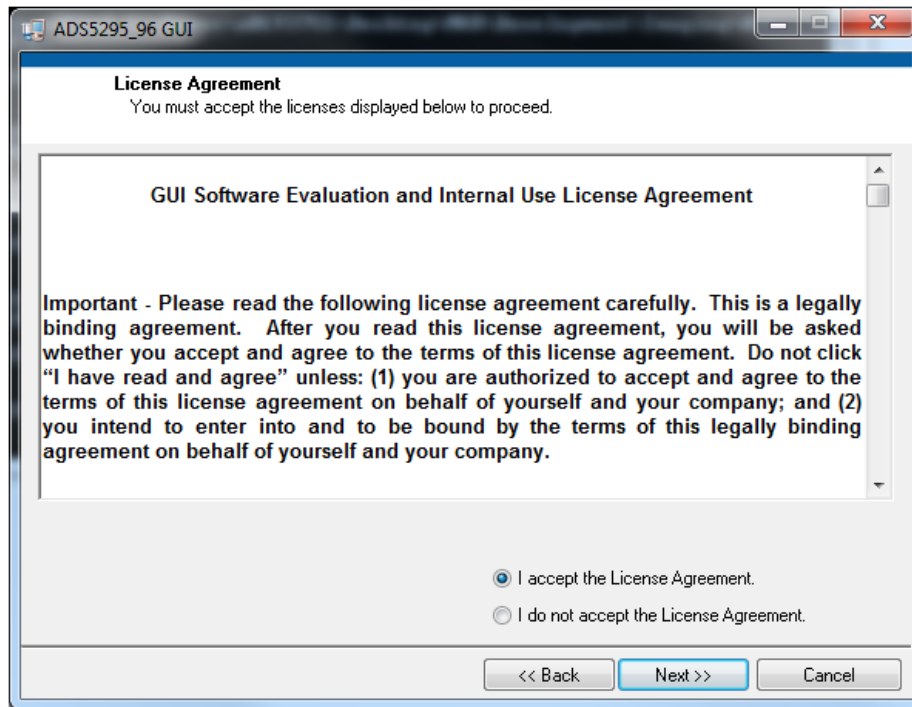 ADS5295_96 GUI
License Agreement
You must accept the licenses displayed below to proceed.
GUI Software Evaluation and Internal Use License Agreement
Important - Please read the following license agreement carefully.  This is a legally
binding agreement.  After you read this license agreement, you will be asked
whether you accept and agree to the terms of this license agreement.  Do not click
“I have read and agree” unless: (1) you are authorized to accept and agree to the
terms of this license agreement on behalf of yourself and your company; and (2)
you intend to enter into and to be bound by the terms of this legally binding
agreement on behalf of yourself and your company.
I accept the License Agreement.
I do not accept the License Agreement.
<< Back Next >> Cancel